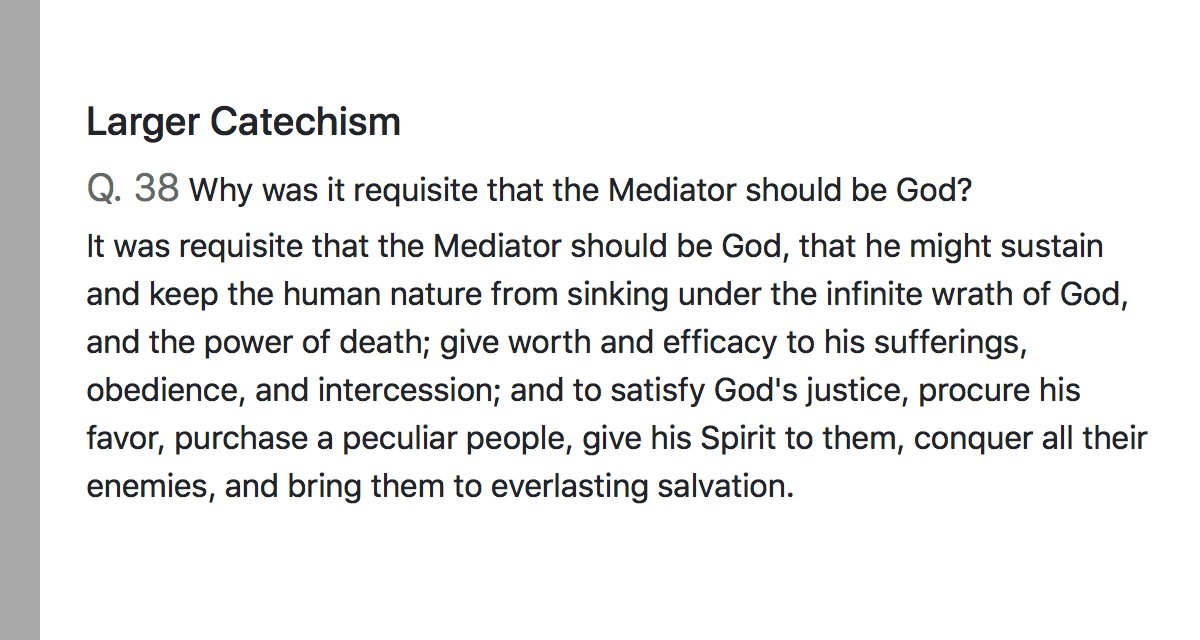 Larger Catechism
Q. 38 Why was it requisite that the Mediator should be God?
It was requisite that the Mediator should be God, that he might sustain
and keep the human nature from sinking under the infinite wrath of God,
and the power of death; give worth and efficacy to his sufferings,
obedience, and intercession; and to satisfy God's justice, procure his
favor, purchase a peculiar people, give his Spirit to them, conquer all their
enemies, and bring them to everlasting salvation.